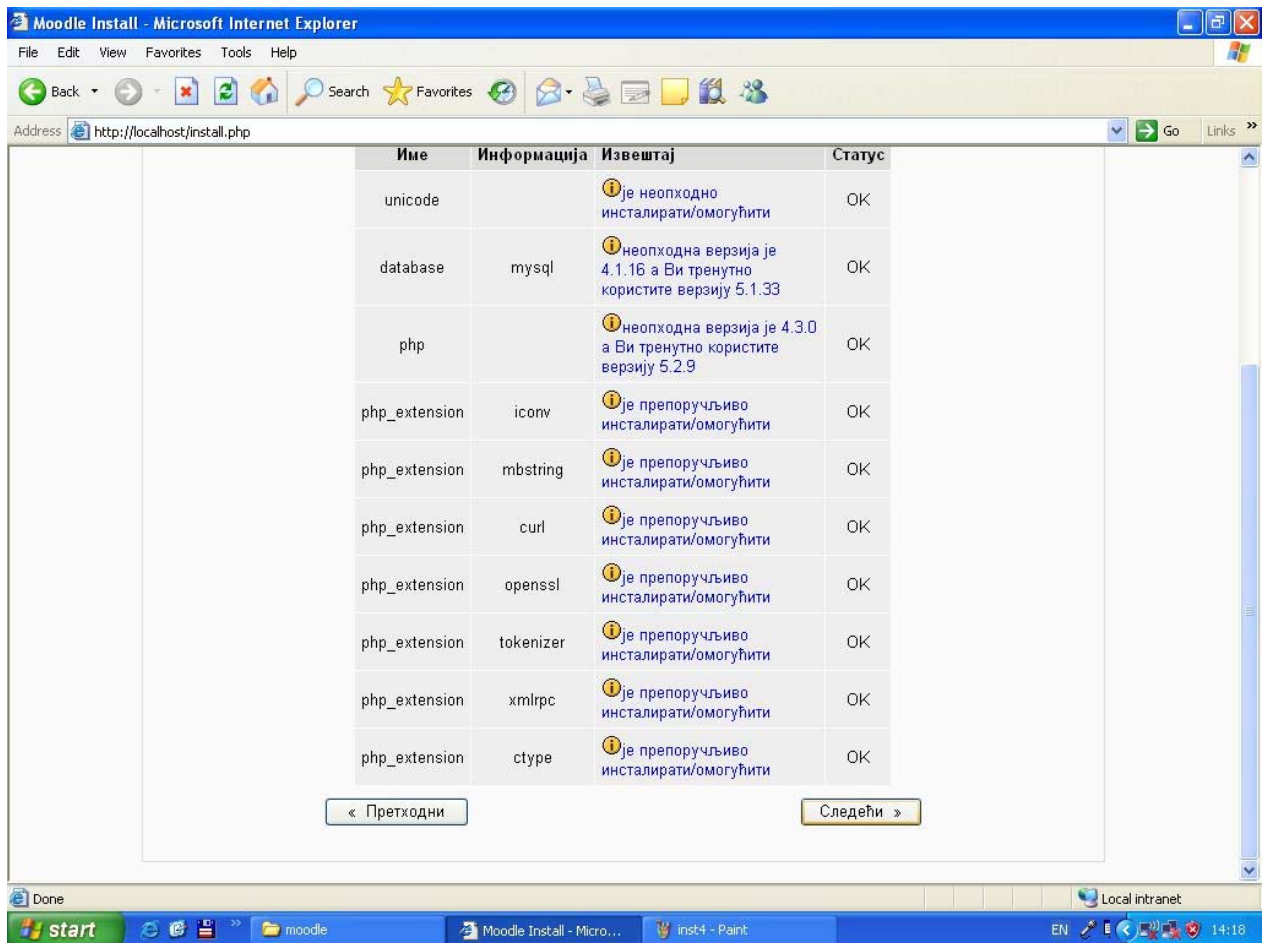 Moodle Install - Microsoft Internet Explorer
File Edit View Favorites Tools Help
Back Search Favorites
Address http://localhost/install.php Go Links »
Име Информација Извештај Статус
unicode је неопходно инсталирати/омогућити OK
database mysql неопходна верзија је 4.1.16 а Ви тренутно користите верзију 5.1.33 OK
php неопходна верзија је 4.3.0 а Ви тренутно користите верзију 5.2.9 OK
php_extension iconv је препоручљиво инсталирати/омогућити OK
php_extension mbstring је препоручљиво инсталирати/омогућити OK
php_extension curl је препоручљиво инсталирати/омогућити OK
php_extension openssl је препоручљиво инсталирати/омогућити OK
php_extension tokenizer је препоручљиво инсталирати/омогућити OK
php_extension xmlrpc је препоручљиво инсталирати/омогућити OK
php_extension ctype је препоручљиво инсталирати/омогућити OK
« Претходни Следећи »
Done Local intranet
start » moodle Moodle Install - Micro... inst4 - Paint EN 14:18